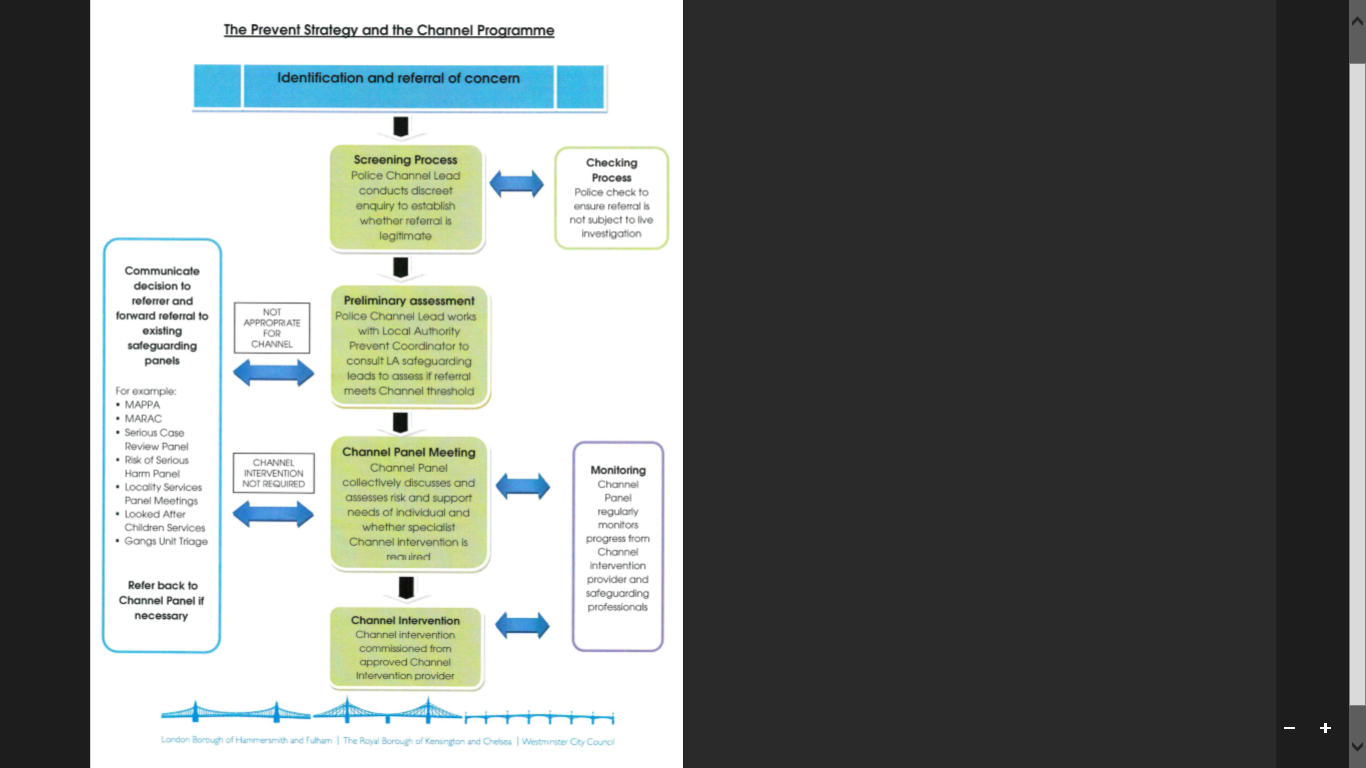 The Prevent Strategy and the Channel Programme
Identification and referral of concern
Screening Process
Police Channel Lead
conducts discreet
enquiry to establish
whether referral is
legitimate
Checking
Process
Police check to
ensure referral is
not subject to live
investigation
Communicate
decision to
referrer and
forward referral to
existing
safeguarding
panels
For example:
• MAPPA
• MARAC
• Serious Case
Review Panel
• Risk of Serious
Harm Panel
• Locality Services
Panel Meetings
• Looked After
Children Services
• Gangs Unit Triage
Refer back to
Channel Panel if
necessary
NOT
APPROPRIATE
FOR
CHANNEL
Preliminary assessment
Police Channel Lead works
with Local Authority
Prevent Coordinator to
consult LA safeguarding
leads to assess if referral
meets Channel threshold
CHANNEL
INTERVENTION
NOT REQUIRED
Channel Panel Meeting
Channel Panel
collectively discusses and
assesses risk and support
needs of individual and
whether specialist
Channel intervention is
required
Monitoring
Channel
Panel
regularly
monitors
progress from
Channel
intervention
provider and
safeguarding
professionals
Channel Intervention
Channel intervention
commissioned from
approved Channel
Intervention provider
London Borough of Hammersmith and Fulham | The Royal Borough of Kensington and Chelsea | Westminster City Council